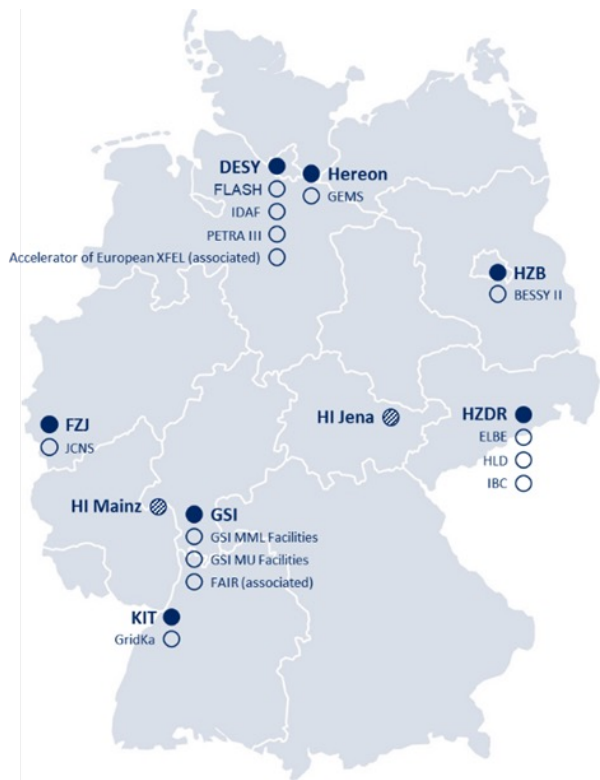 DESY
FLASH
IDAF
PETRA III
Accelerator of European XFEL (associated)
Hereon
GEMS
HZB
BESSY II
FZJ
JCNS
HI Jena
HZDR
ELBE
HLD
IBC
HI Mainz
GSI
GSI MML Facilities
GSI MU Facilities
FAIR (associated)
KIT
GridKa